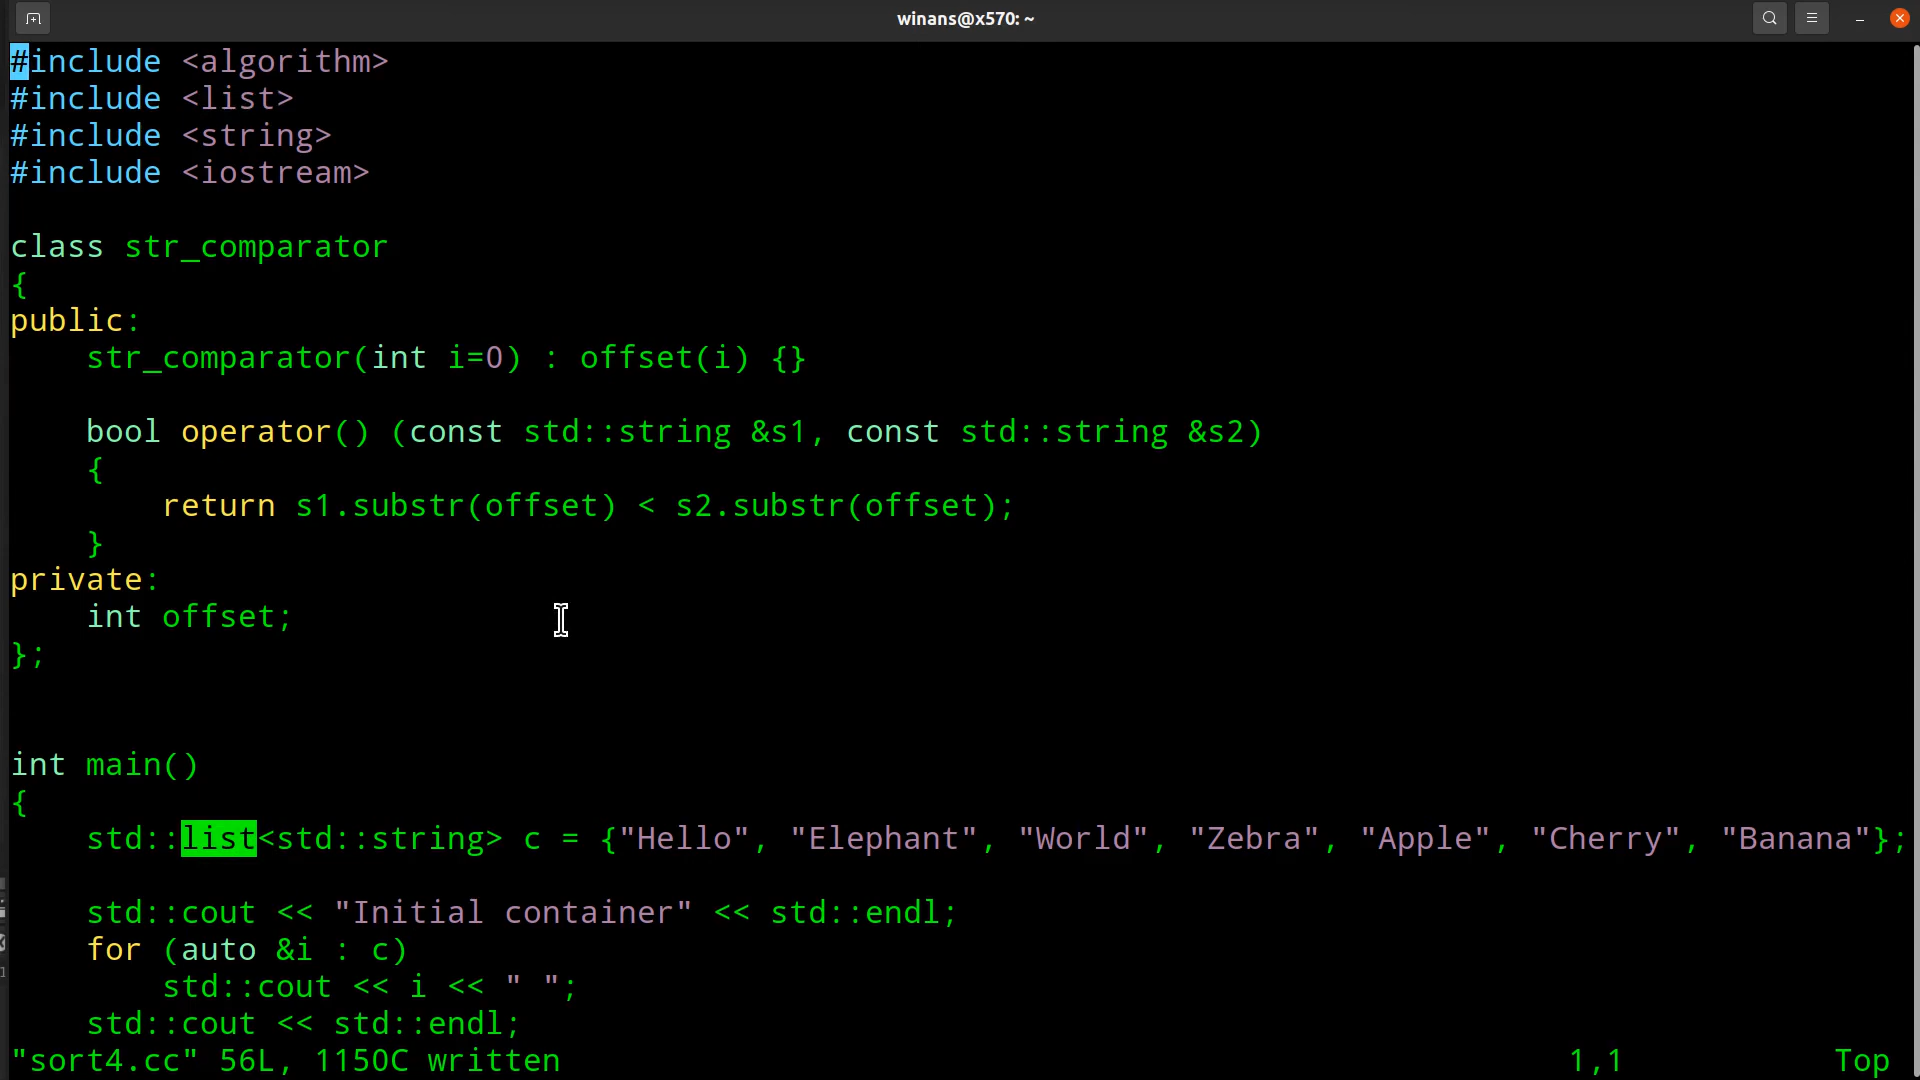 winans@x570: ~
#include <algorithm>
#include <list>
#include <string>
#include <iostream>
class str_comparator
{
public:
    str_comparator(int i=0) : offset(i) {}
    bool operator() (const std::string &s1, const std::string &s2)
    {
        return s1.substr(offset) < s2.substr(offset);
    }
private:
    int offset;
};
int main()
{
    std::list<std::string> c = {"Hello", "Elephant", "World", "Zebra", "Apple", "Cherry", "Banana"};
    std::cout << "Initial container" << std::endl;
    for (auto &i : c)
        std::cout << i << " ";
    std::cout << std::endl;
"sort4.cc" 56L, 1150C written 1,1 Top